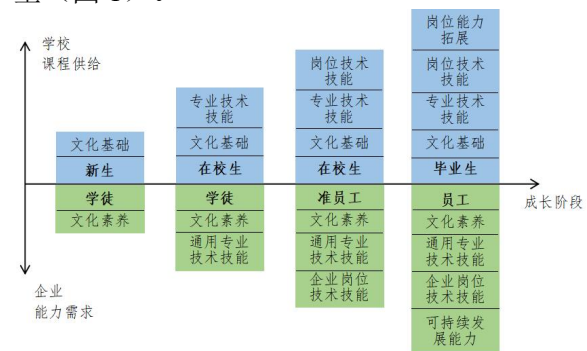 学校
课程供给
文化基础
新生
学徒
文化素养
专业技术
技能
文化基础
在校生
学徒
文化素养
通用专业
技术技能
岗位技术
技能
专业技术
技能
文化基础
在校生
准员工
文化素养
通用专业
技术技能
企业岗位
技术技能
岗位能力
拓展
岗位技术
技能
专业技术
技能
文化基础
毕业生
员工
文化素养
通用专业
技术技能
企业岗位
技术技能
可持续发
展能力
成长阶段
企业
能力需求